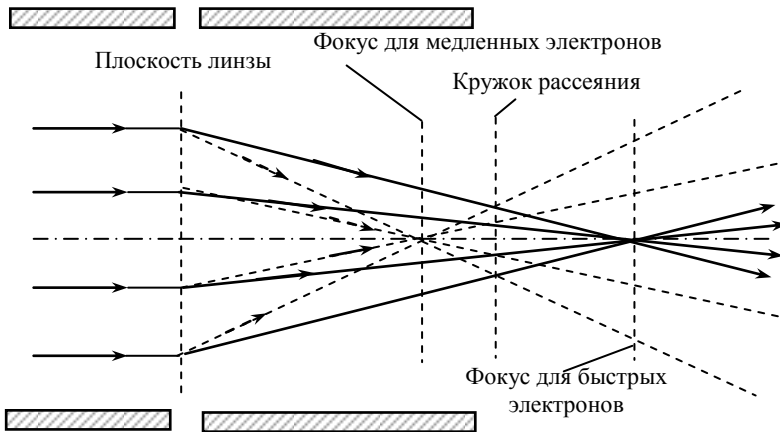 Фокус для медленных электронов
Плоскость линзы
Кружок рассеяния
Фокус для быстрых
электронов